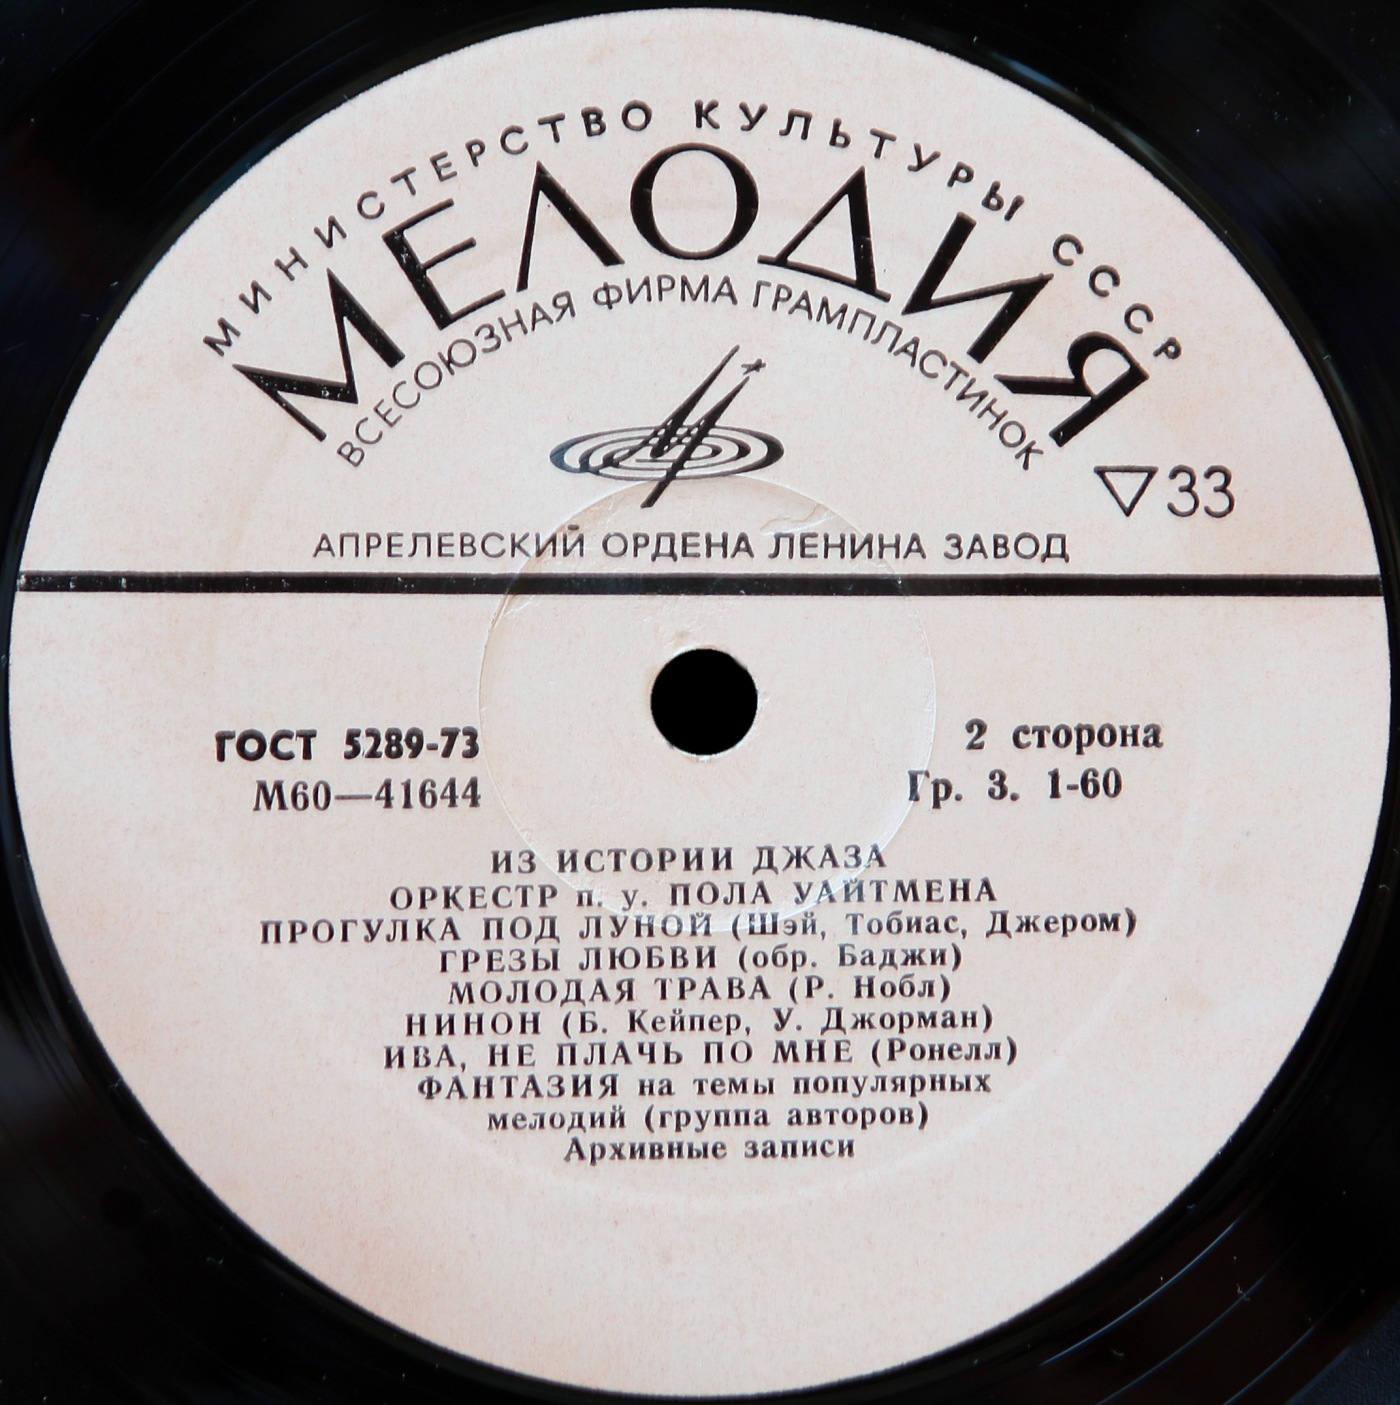 МИНИСТЕРСТВО КУЛЬТУРЫ СССР
МЕЛОДИЯ
ВСЕСОЮЗНАЯ ФИРМА ГРАМПЛАСТИНОК
▽33
АПРЕЛЕВСКИЙ ОРДЕНА ЛЕНИНА ЗАВОД
ГОСТ 5289-73
М60—41644
2 сторона
Гр. 3. 1-60
ИЗ ИСТОРИИ ДЖАЗА
ОРКЕСТР п. у. ПОЛА УАЙТМЕНА
ПРОГУЛКА ПОД ЛУНОЙ (Шэй, Тобиас, Джером)
ГРЕЗЫ ЛЮБВИ (обр. Баджи)
МОЛОДАЯ ТРАВА (Р. Нобл)
НИНОН (Б. Кейпер, У. Джорман)
ИВА, НЕ ПЛАЧЬ ПО МНЕ (Ронелл)
ФАНТАЗИЯ на темы популярных
мелодий (группа авторов)
Архивные записи